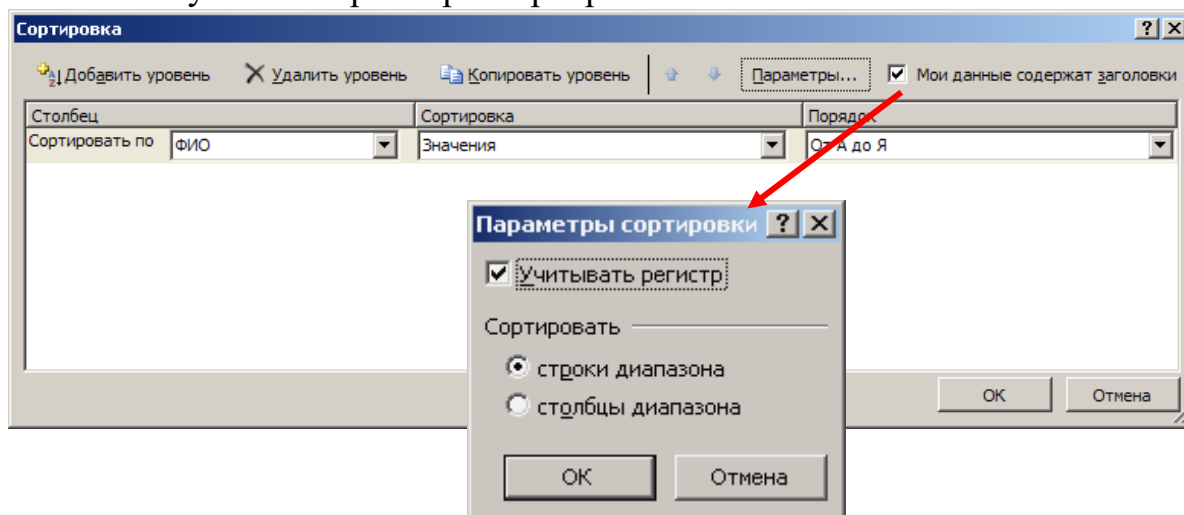 Сортировка
Добавить уровень Удалить уровень Копировать уровень Параметры... Мои данные содержат заголовки
Столбец Сортировка Порядок
Сортировать по ФИО Значения От А до Я
Параметры сортировки
Учитывать регистр
Сортировать
строки диапазона
столбцы диапазона
ОК Отмена
ОК Отмена